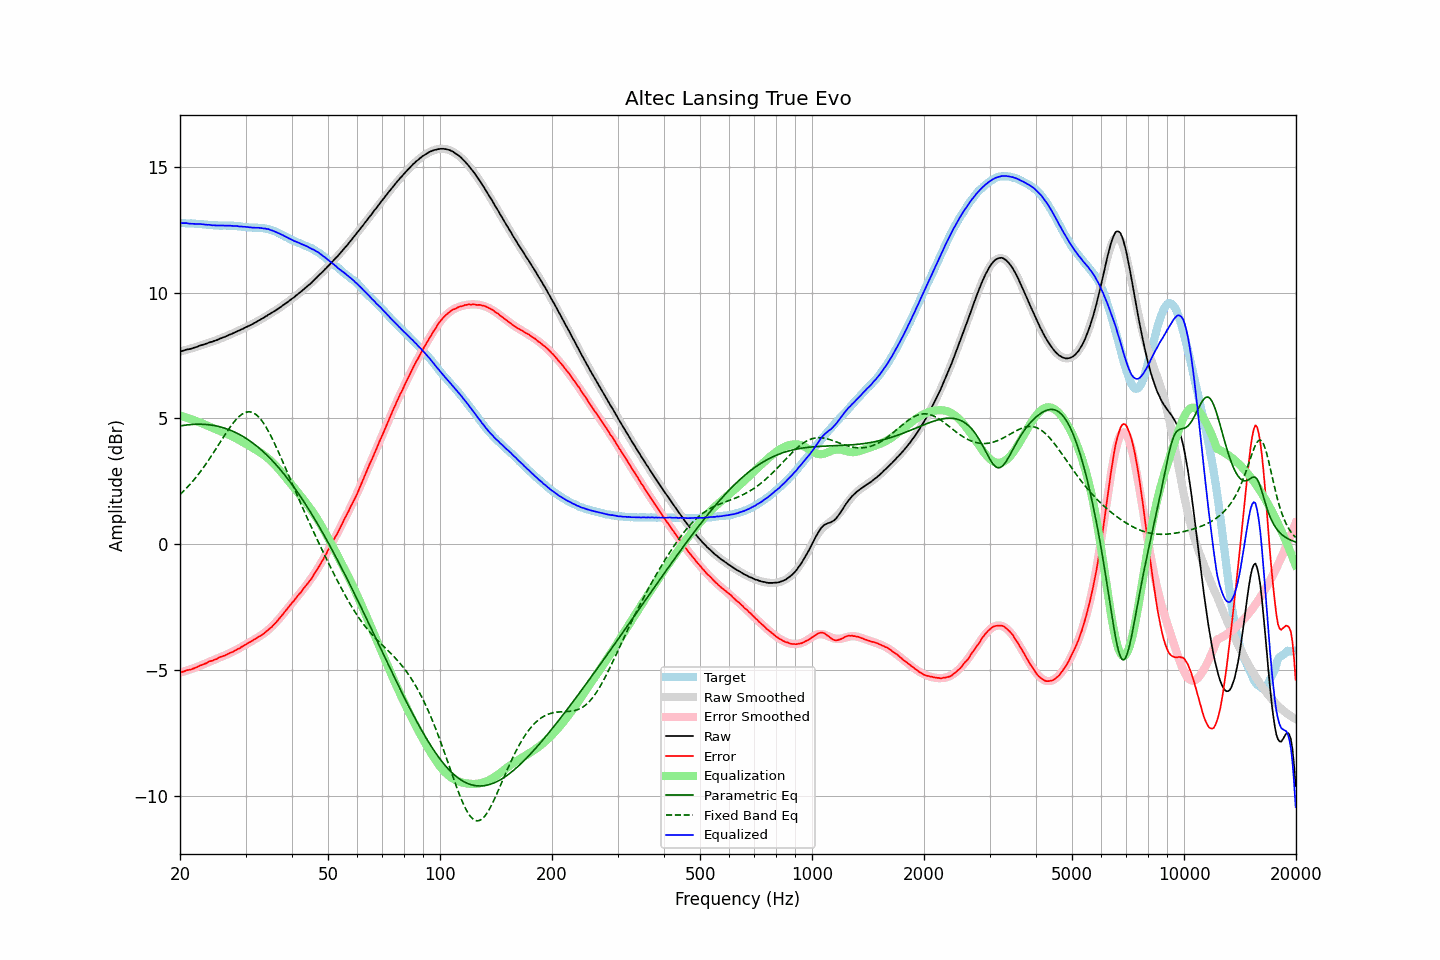 Altec Lansing True Evo
15
10
5
0
−5
−10
Amplitude (dBr)
Target
Raw Smoothed
Error Smoothed
Raw
Error
Equalization
Parametric Eq
Fixed Band Eq
Equalized
20 50 100 200 500 1000 2000 5000 10000 20000
Frequency (Hz)